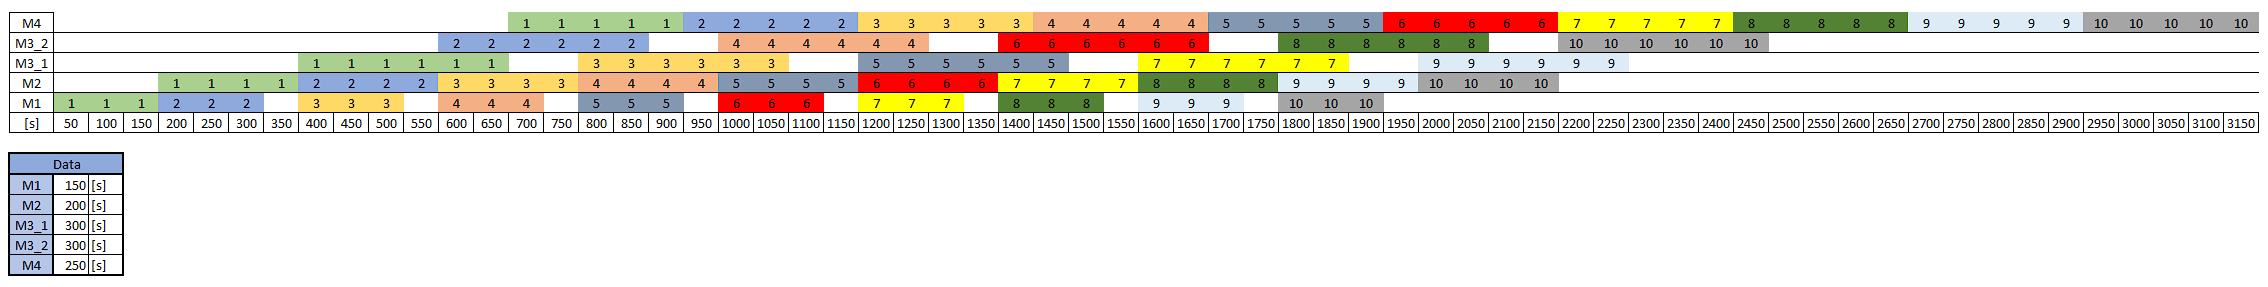 M4 1 1 1 1 1 2 2 2 2 2 3 3 3 3 3 4 4 4 4 4 5 5 5 5 5 6 6 6 6 6 7 7 7 7 7 8 8 8 8 8 9 9 9 9 9 10 10 10 10 10
M3_2 2 2 2 2 2 2 4 4 4 4 4 4 6 6 6 6 6 6 8 8 8 8 8 8 10 10 10 10 10 10
M3_1 1 1 1 1 1 1 3 3 3 3 3 3 5 5 5 5 5 5 7 7 7 7 7 7 9 9 9 9 9 9
M2 1 1 1 1 2 2 2 2 3 3 3 3 4 4 4 4 5 5 5 5 6 6 6 6 7 7 7 7 8 8 8 8 9 9 9 9 10 10 10 10
M1 1 1 1 2 2 2 3 3 3 4 4 4 5 5 5 6 6 6 7 7 7 8 8 8 9 9 9 10 10 10
[s] 50 100 150 200 250 300 350 400 450 500 550 600 650 700 750 800 850 900 950 1000 1050 1100 1150 1200 1250 1300 1350 1400 1450 1500 1550 1600 1650 1700 1750 1800 1850 1900 1950 2000 2050 2100 2150 2200 2250 2300 2350 2400 2450 2500 2550 2600 2650 2700 2750 2800 2850 2900 2950 3000 3050 3100 3150
Data
M1 150 [s]
M2 200 [s]
M3_1 300 [s]
M3_2 300 [s]
M4 250 [s]